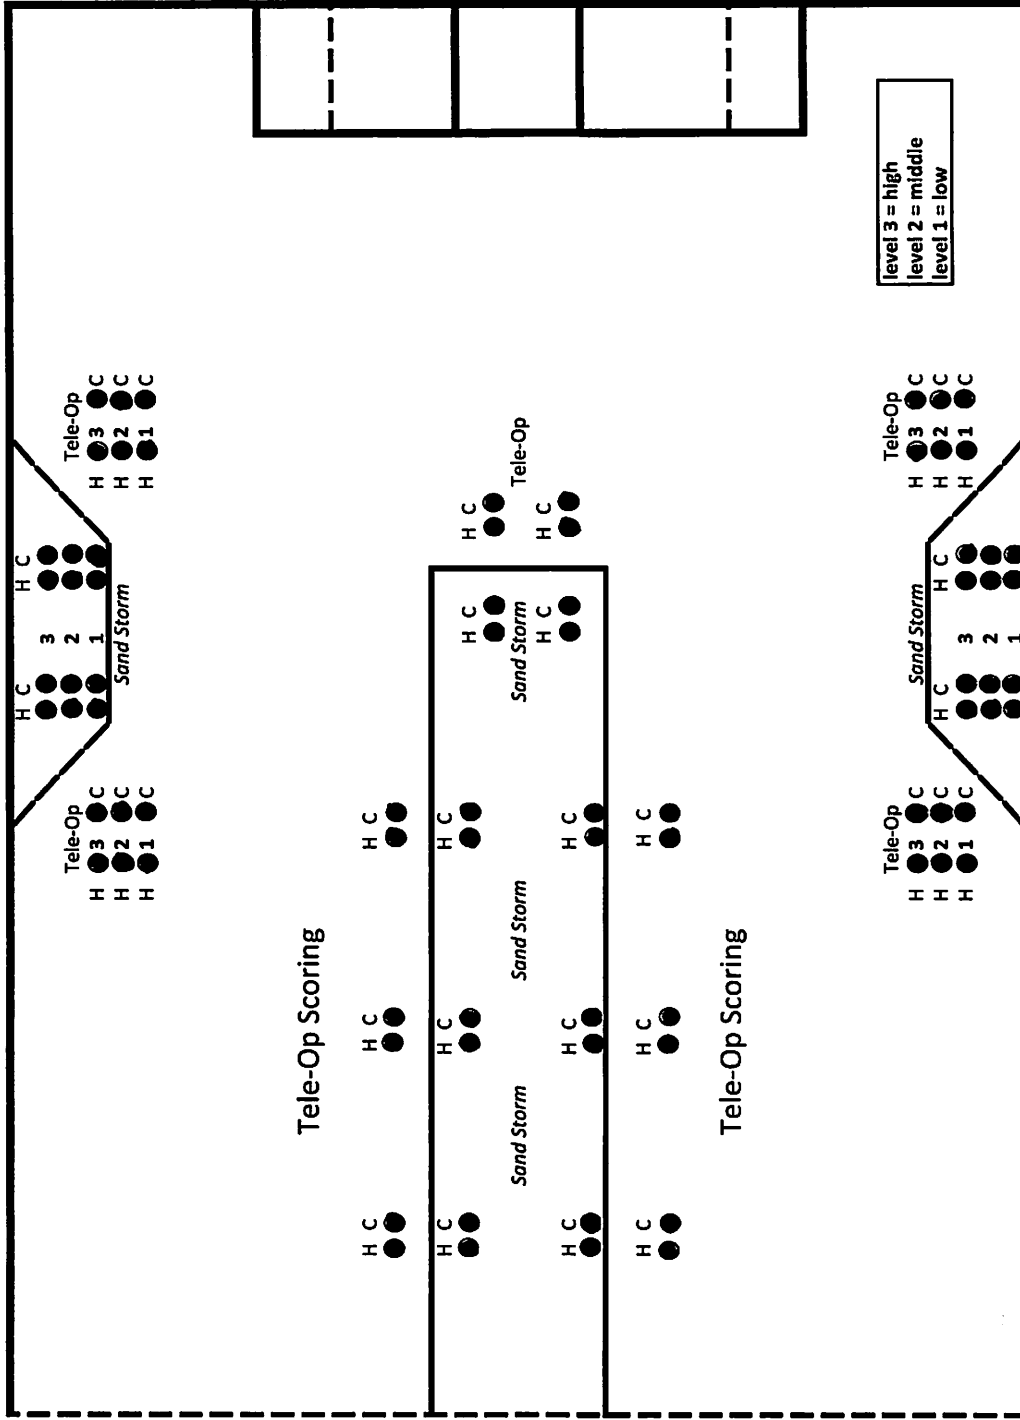 H C H C
3
2
1
Sand Storm
Tele-Op
H 3 C
H 2 C
H 1 C
Tele-Op
H 3 C
H 2 C
H 1 C
Tele-Op Scoring
H C H C H C
H C H C H C
H C H C
Sand Storm Sand Storm Sand Storm Tele-Op
H C H C
H C H C H C
H C H C H C
Tele-Op Scoring
level 3 = high
level 2 = middle
level 1 = low
Tele-Op
H 3 C
H 2 C
H 1 C
Sand Storm
H C H C
3
2
1
Tele-Op
H 3 C
H 2 C
H 1 C